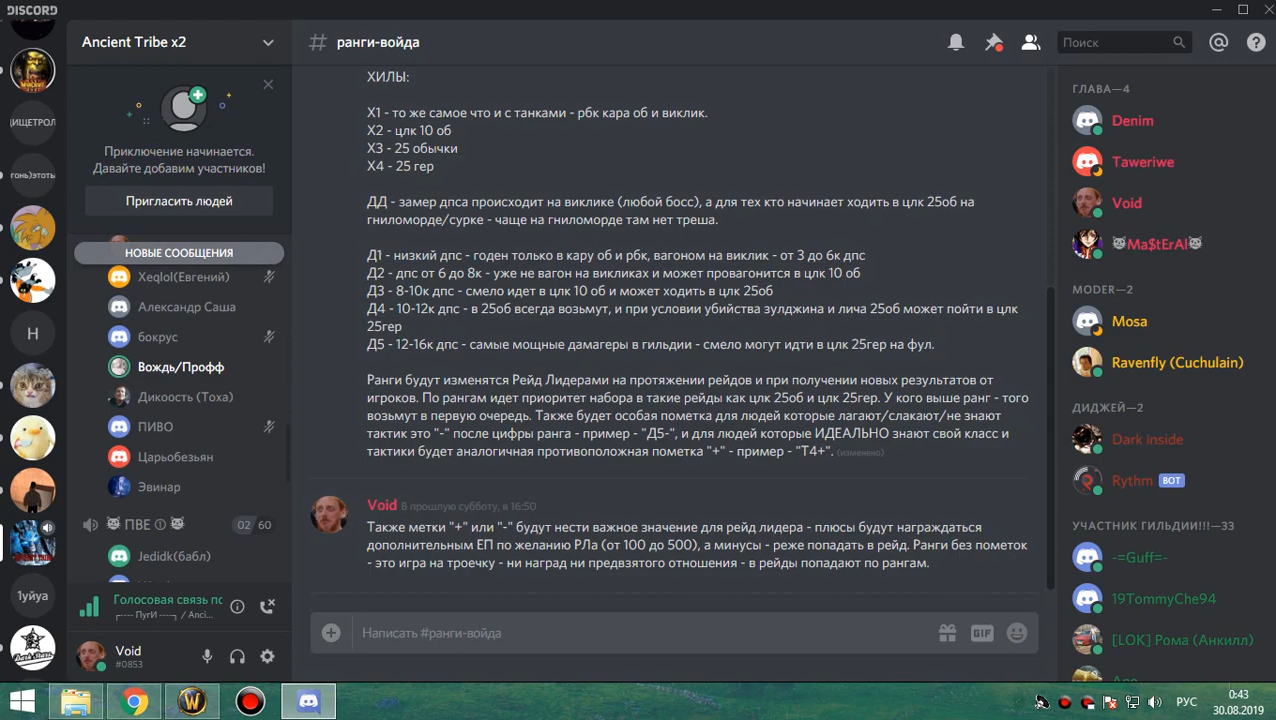 DISCORD
Ancient Tribe x2
Приключение начинается.
Давайте добавим участников!
Пригласить людей
НОВЫЕ СООБЩЕНИЯ
Xeqlol(Евгений)
Александр Саша
бокрус
Вождь/Профф
Дикоость (Тоха)
ПИВО
Царьобезьян
Эвинар
ПВЕ
02 60
Jedidk(бабл)
Голосовая связь пс
ПугИ / Anci...
Void
#0853
ИЩЕТРОЛ
гонь)этоть
Н
1уйуа
# ранги-войда
Поиск
ХИЛЫ:
Х1 - то же самое что и с танками - рбк кара об и виклик.
Х2 - цлк 10 об
Х3 - 25 обычки
Х4 - 25 гер
ДД - замер дпса происходит на виклике (любой босс), а для тех кто начинает ходить в цлк 25об на
гниломорде/сурке - чаще на гниломорде там нет треша.
Д1 - низкий дпс - годен только в кару об и рбк, вагоном на виклик - от 3 до 6к дпс
Д2 - дпс от 6 до 8к - уже не вагон на викликах и может провагонится в цлк 10 об
Д3 - 8-10к дпс - смело идет в цлк 10 об и может ходить в цлк 25об
Д4 - 10-12к дпс - в 25об всегда возьмут, и при условии убийства зулджина и лича 25об может пойти в цлк
25гер
Д5 - 12-16к дпс - самые мощные дамагеры в гильдии - смело могут идти в цлк 25гер на фул.
Ранги будут изменятся Рейд Лидерами на протяжении рейдов и при получении новых результатов от
игроков. По рангам идет приоритет набора в такие рейды как цлк 25об и цлк 25гер. У кого выше ранг - того
возьмут в первую очередь. Также будет особая пометка для людей которые лагают/слакают/не знают
тактик это "-" после цифры ранга - пример - "Д5-", и для людей которые ИДЕАЛЬНО знают свой класс и
тактики будет аналогичная противоположная пометка "+" - пример - "Т4+". (изменено)
Void В прошлую субботу, в 16:50
Также метки "+" или "-" будут нести важное значение для рейд лидера - плюсы будут награждаться
дополнительным ЕП по желанию РЛа (от 100 до 500), а минусы - реже попадать в рейд. Ранги без пометок
- это игра на троечку - ни наград ни предвзятого отношения - в рейды попадают по рангам.
Написать #ранги-войда
GIF
ГЛАВА—4
Denim
Taweriwe
Void
Ma$tErAl
MODER—2
Mosa
Ravenfly (Cuchulain)
ДИДЖЕЙ—2
Dark inside
Rythm БОТ
УЧАСТНИК ГИЛЬДИИ!!!—33
-=Guff=-
19TommyChe94
[LOK] Рома (Анкилл)
РУС
0:43
30.08.2019